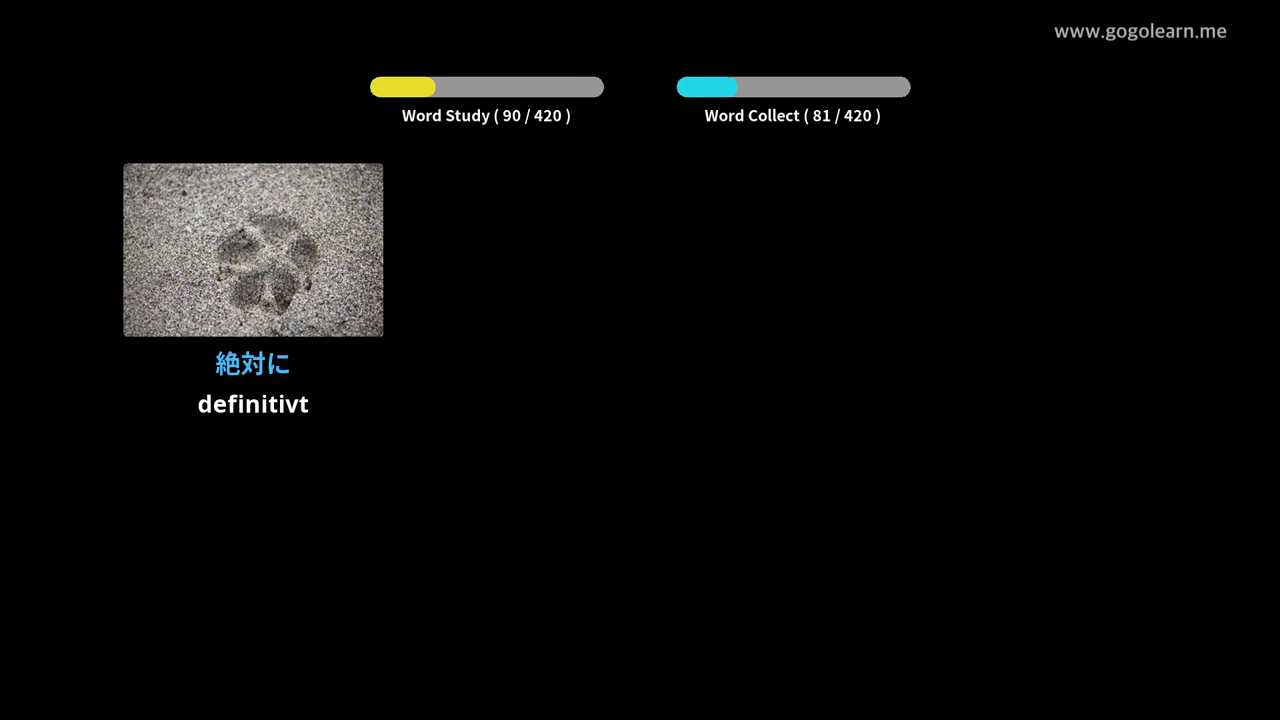 www.gogolearn.me
Word Study ( 90 / 420 )
Word Collect ( 81 / 420 )
絶対に
definitivt